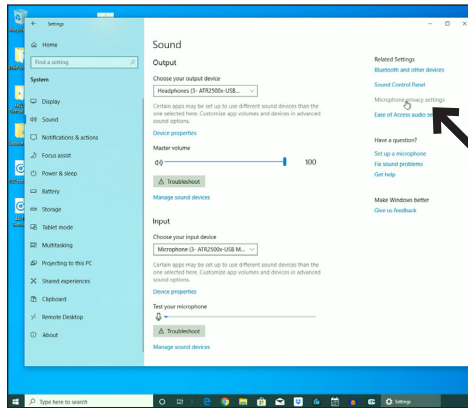 Settings
Home
Find a setting
System
Display
Sound
Notifications & actions
Focus assist
Power & sleep
Battery
Storage
Tablet mode
Multitasking
Projecting to this PC
Shared experiences
Clipboard
Remote Desktop
About
Sound
Output
Choose your output device
Headphones (3- ATR2500x-USB...
Certain apps may be set up to use different sound devices than the
one selected here. Customize app volumes and devices in advanced
sound options.
Device properties
Master volume
100
Troubleshoot
Manage sound devices
Input
Choose your input device
Microphone (3- ATR2500x-USB M...
Certain apps may be set up to use different sound devices than the
one selected here. Customize app volumes and devices in advanced
sound options.
Device properties
Test your microphone
Troubleshoot
Manage sound devices
Related Settings
Bluetooth and other devices
Sound Control Panel
Microphone privacy settings
Ease of Access audio se
Have a question?
Set up a microphone
Fix sound problems
Get help
Make Windows better
Give us feedback
Type here to search
Settings